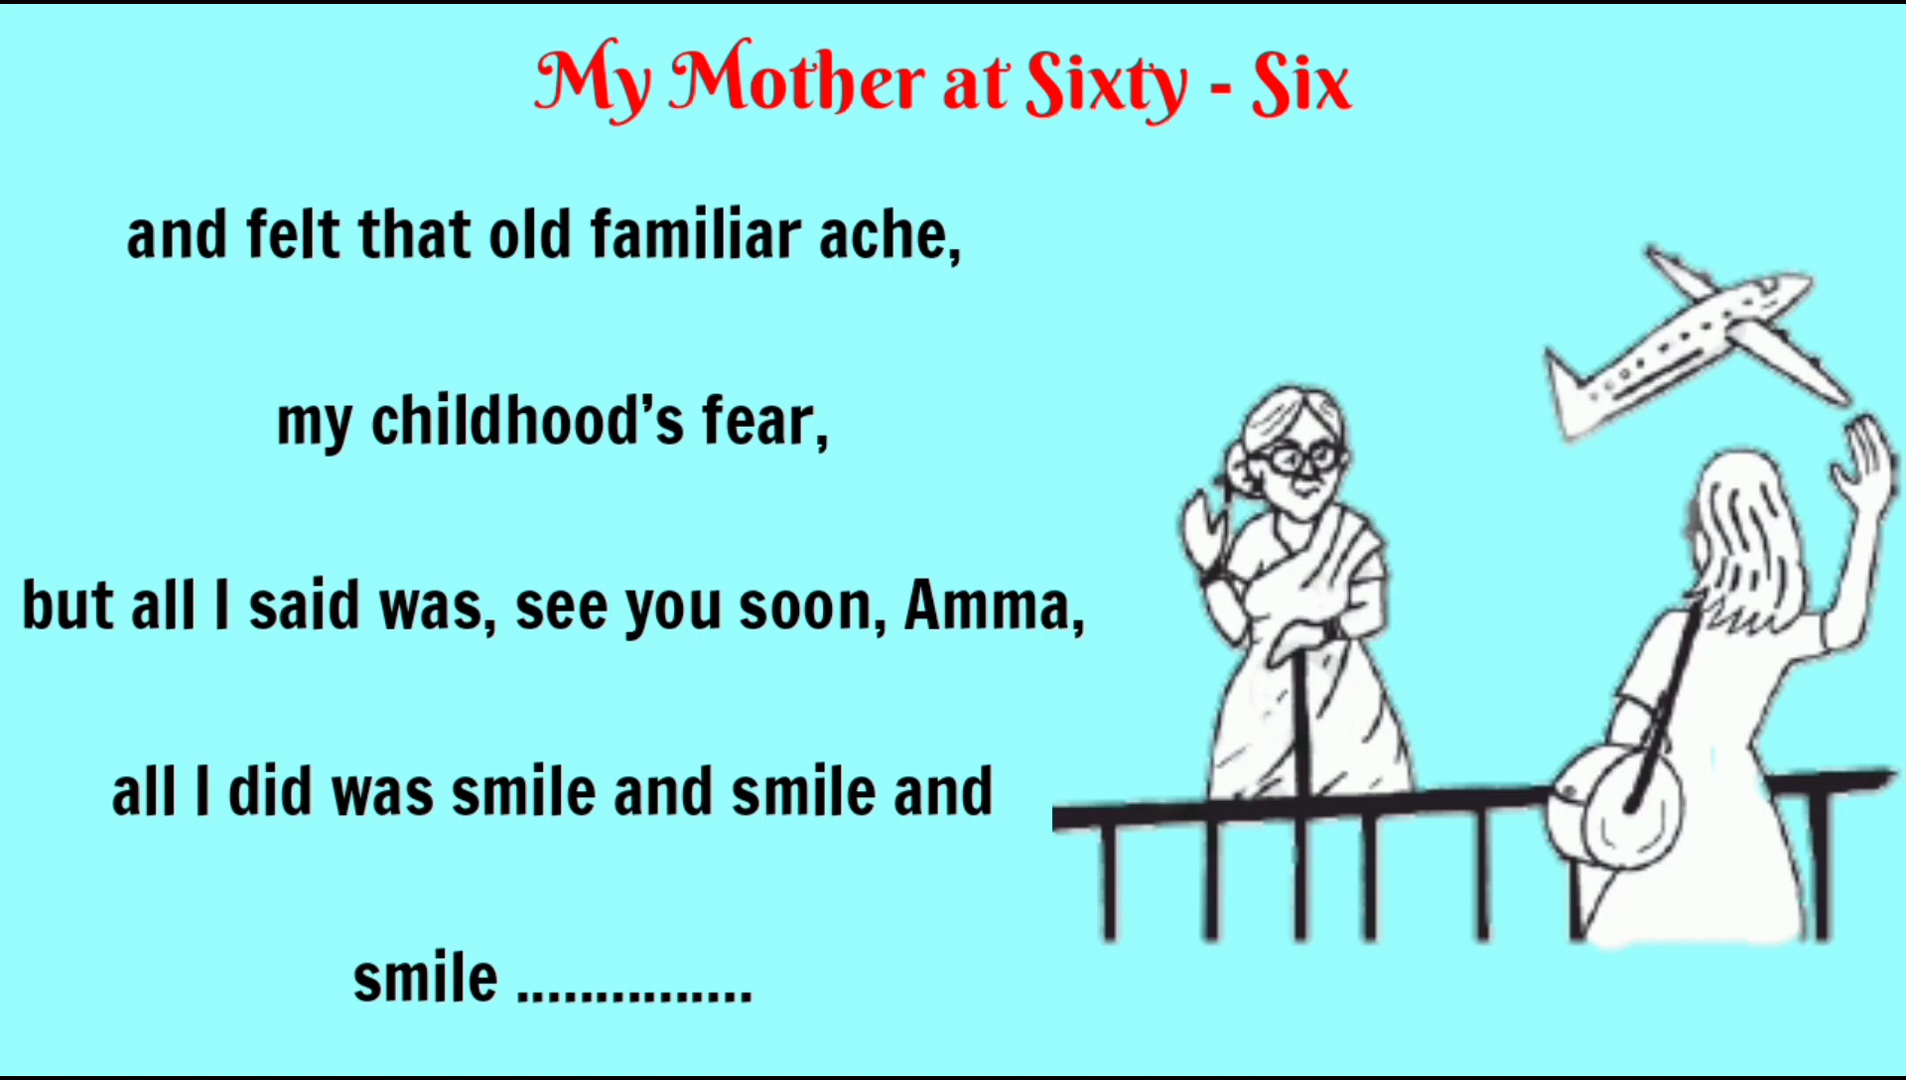 My Mother at Sixty - Six
and felt that old familiar ache,
my childhood’s fear,
but all I said was, see you soon, Amma,
all I did was smile and smile and
smile ...............